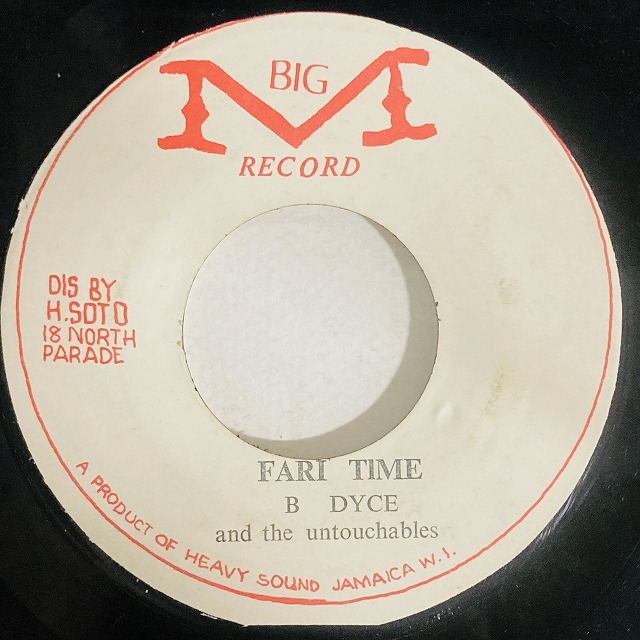 BIG
M
RECORD
DIS BY
H.SOTO
18 NORTH
PARADE
FARI TIME
B DYCE
and the untouchables
A PRODUCT OF HEAVY SOUND JAMAICA W.I.